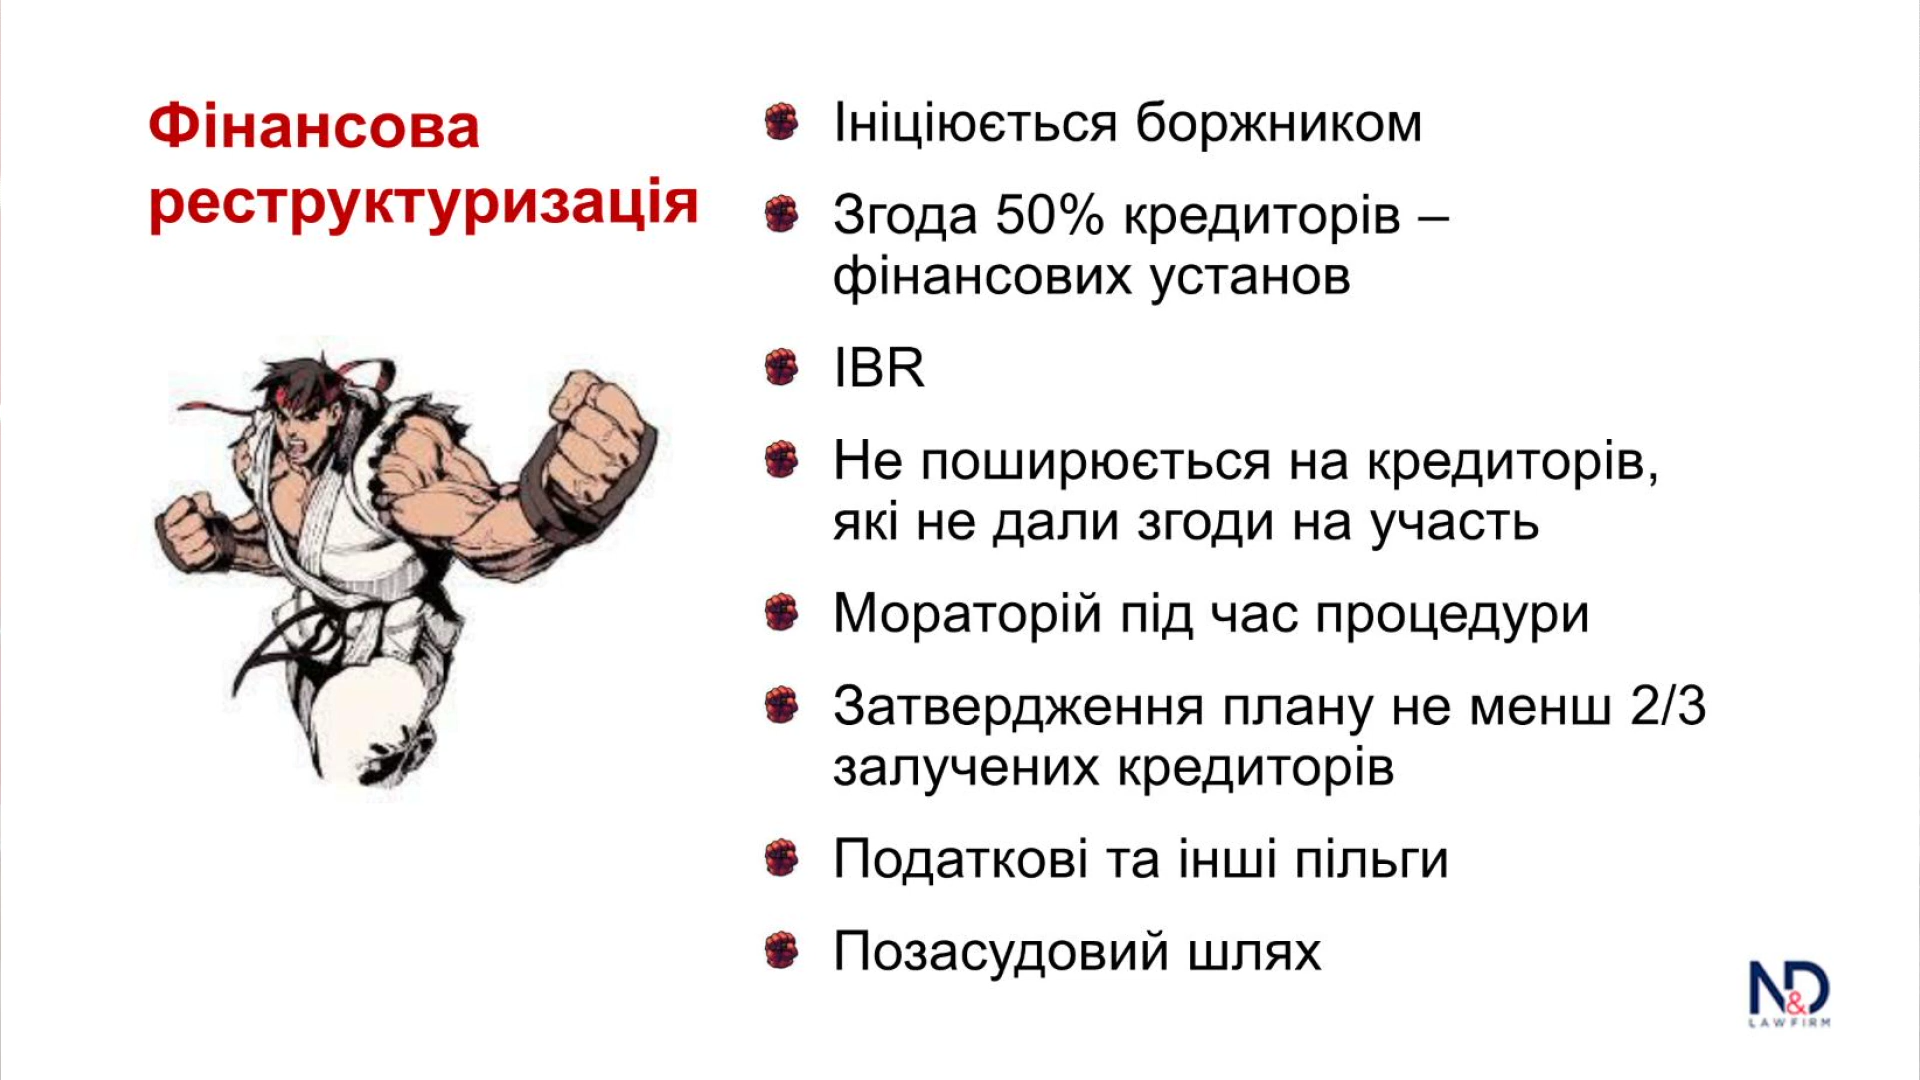 Фінансова
реструктуризація
Ініціюється боржником
Згода 50% кредиторів –
фінансових установ
IBR
Не поширюється на кредиторів,
які не дали згоди на участь
Мораторій під час процедури
Затвердження плану не менш 2/3
залучених кредиторів
Податкові та інші пільги
Позасудовий шлях
N&D
LAW FIRM